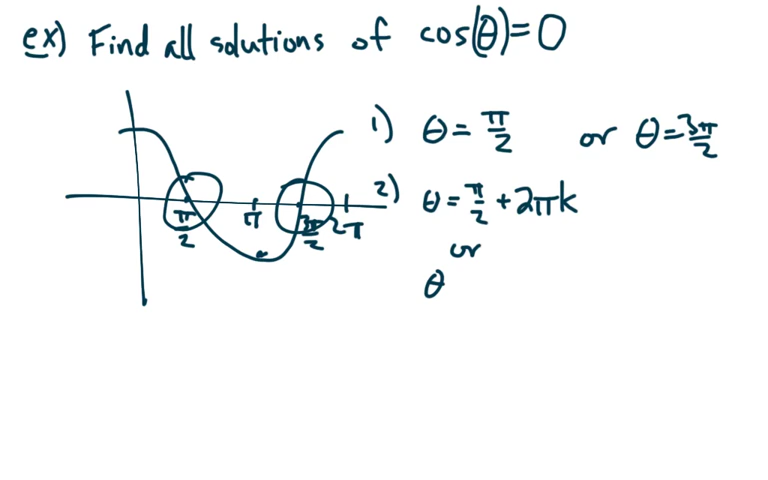 ex) Find all solutions of cos(θ)=0
1) θ = π/2 or θ = 3π/2
2) θ = π/2 + 2πk
or
θ
π/2 π 3π/2 2π